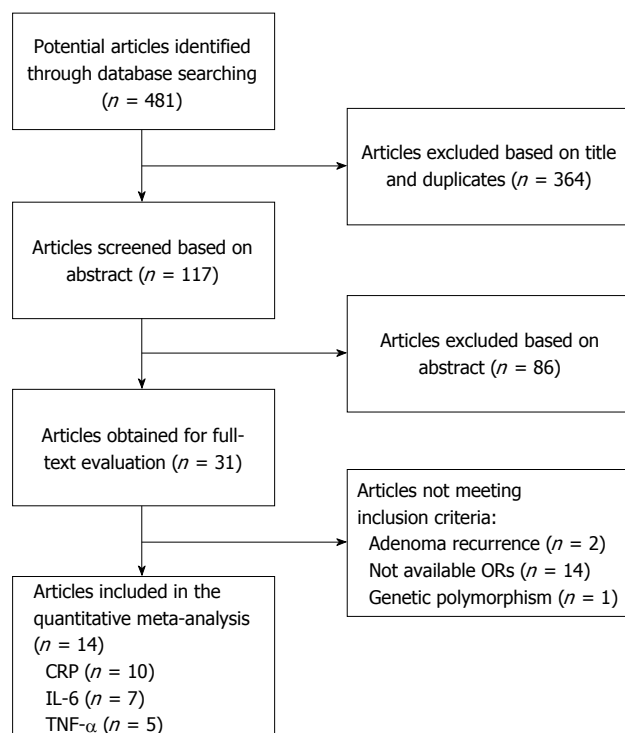 Potential articles identified
through database searching
(n = 481)
Articles excluded based on title
and duplicates (n = 364)
Articles screened based on
abstract (n = 117)
Articles excluded based on
abstract (n = 86)
Articles obtained for full-
text evaluation (n = 31)
Articles not meeting
inclusion criteria:
Adenoma recurrence (n = 2)
Not available ORs (n = 14)
Genetic polymorphism (n = 1)
Articles included in the
quantitative meta-analysis
(n = 14)
CRP (n = 10)
IL-6 (n = 7)
TNF-α (n = 5)